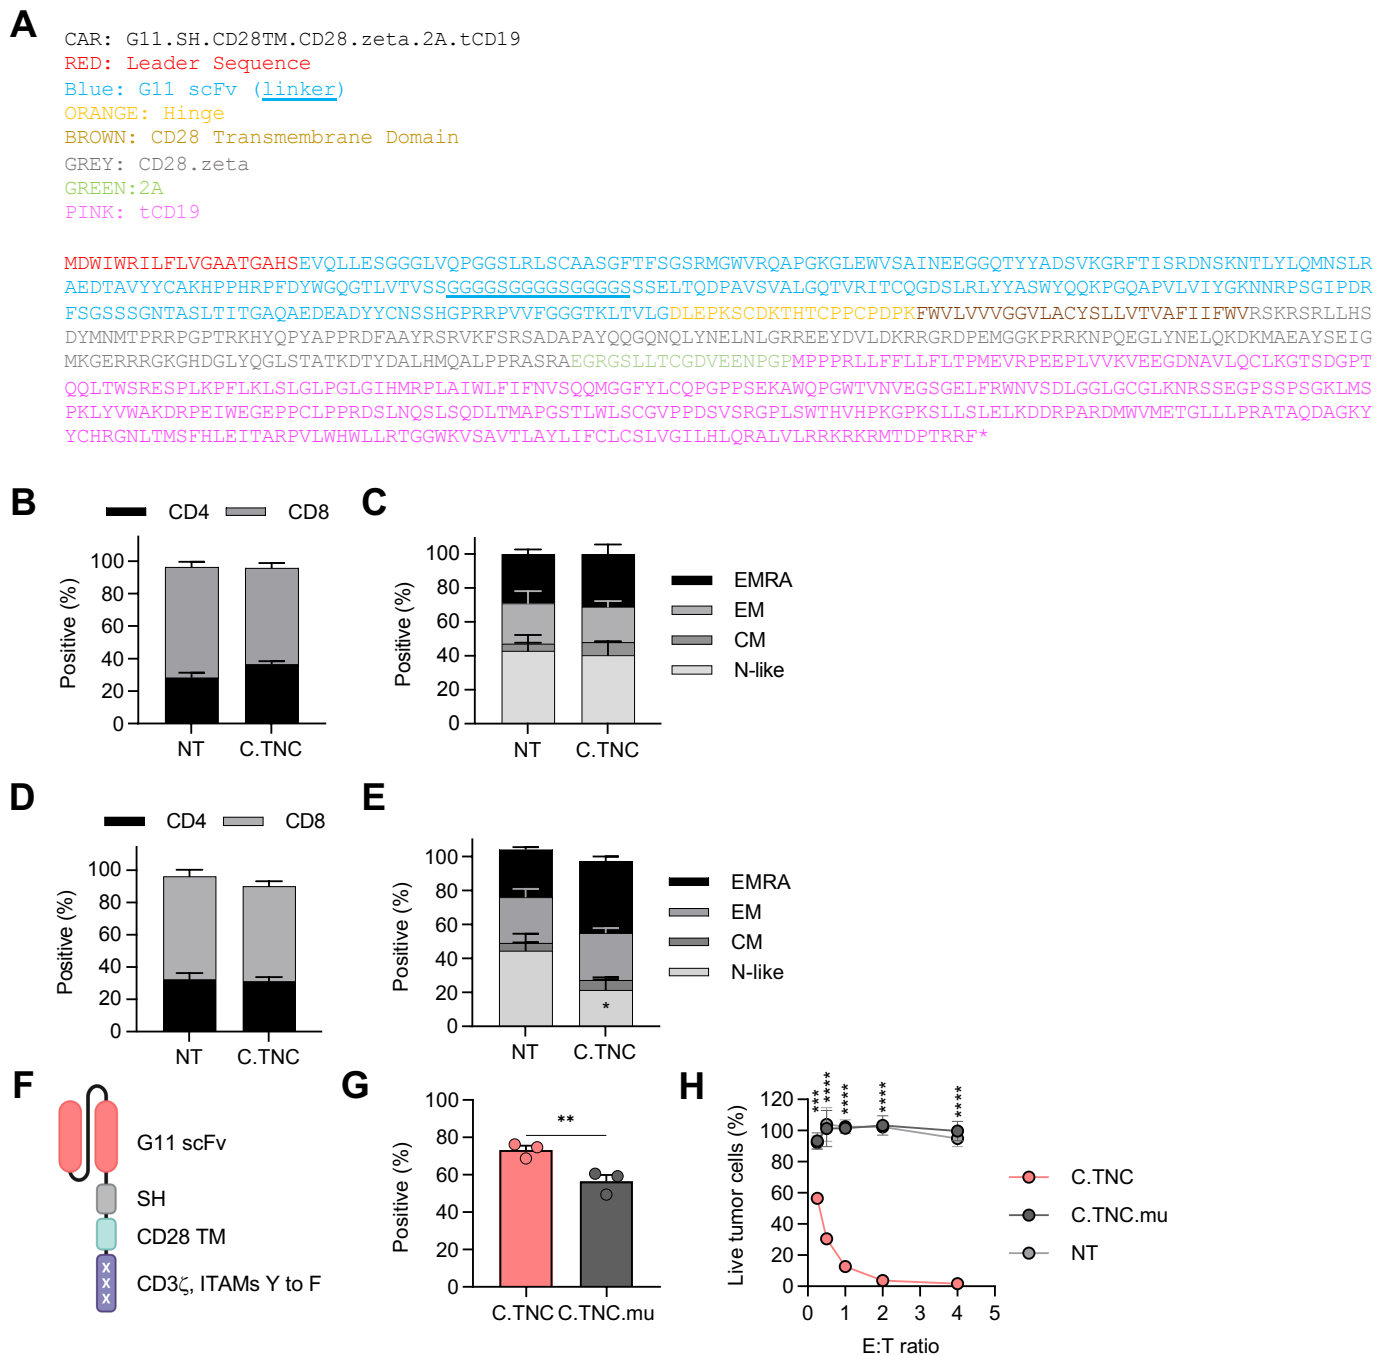 A
CAR: G11.SH.CD28TM.CD28.zeta.2A.tCD19
RED: Leader Sequence
Blue: G11 scFv (linker)
ORANGE: Hinge
BROWN: CD28 Transmembrane Domain
GREY: CD28.zeta
GREEN:2A
PINK: tCD19
MDWIWRILFLVGAATGAHSEVQLLESGGGLVQPGGSLRLSCAASGFTFSGSRMGWVRQAPGKGLEWVSAINEEGGQTYYADSVKGRFTISRDNSKNTLYLQMNSLR
AEDTAVYYCAKHPPHRPFDYWGQGTLVTVSSGGGGSGGGGSGGGGSSSELTQDPAVSVALGQTVRITCQGDSLRLYYASWYQQKPGQAPVLVIYGKNNRPSGIPDR
FSGSSSGNTASLTITGAQAEDEADYYCNSSHGPRRPVVFGGGTKLTVLGDLEPKSCDKTHTCPPCPDPKFWVLVVVGGVLACYSLLVTVAFIIFWVRSKRSRLLHS
DYMNMTPRRPGPTRKHYQPYAPPRDFAAYRSRVKFSRSADAPAYQQGQNQLYNELNLGRREEYDVLDKRRGRDPEMGGKPRRKNPQEGLYNELQKDKMAEAYSEIG
MKGERRRGKGHDGLYQGLSTATKDTYDALHMQALPPRASRAEGRGSLLTCGDVEENPGPMPPPRLLFFLLFLTPMEVRPEEPLVVKVEEGDNAVLQCLKGTSDGPT
QQLTWSRESPLKPFLKLSLGLPGLGIHMRPLAIWLFIFNVSQQMGGFYLCQPGPPSEKAWQPGWTVNVEGSGELFRWNVSDLGGLGCGLKNRSSEGPSSPSGKLMS
PKLYVWAKDRPEIWEGEPPCLPPRDSLNQSLSQDLTMAPGSTLWLSCGVPPDSVSRGPLSWTHVHPKGPKSLLSLELKDDRPARDMWVMETGLLLPRATAQDAGKY
YCHRGNLTMSFHLEITARPVLWHWLLRTGGWKVSAVTLAYLIFCLCSLVGILHLQRALVLRRKRKRMTDPTRRF*
B
CD4 CD8
Positive (%)
100
80
60
40
20
0
NT C.TNC
C
Positive (%)
100
80
60
40
20
0
NT C.TNC
EMRA
EM
CM
N-like
D
CD4 CD8
Positive (%)
100
80
60
40
20
0
NT C.TNC
E
Positive (%)
100
80
60
40
20
0
*
NT C.TNC
EMRA
EM
CM
N-like
F
G11 scFv
SH
CD28 TM
CD3ζ, ITAMs Y to F
X
X
X
G
Positive (%)
100
80
60
40
20
0
**
C.TNC C.TNC.mu
H
Live tumor cells (%)
120
100
80
60
40
20
0
*** **** **** **** ****
0 1 2 3 4 5
E:T ratio
C.TNC
C.TNC.mu
NT